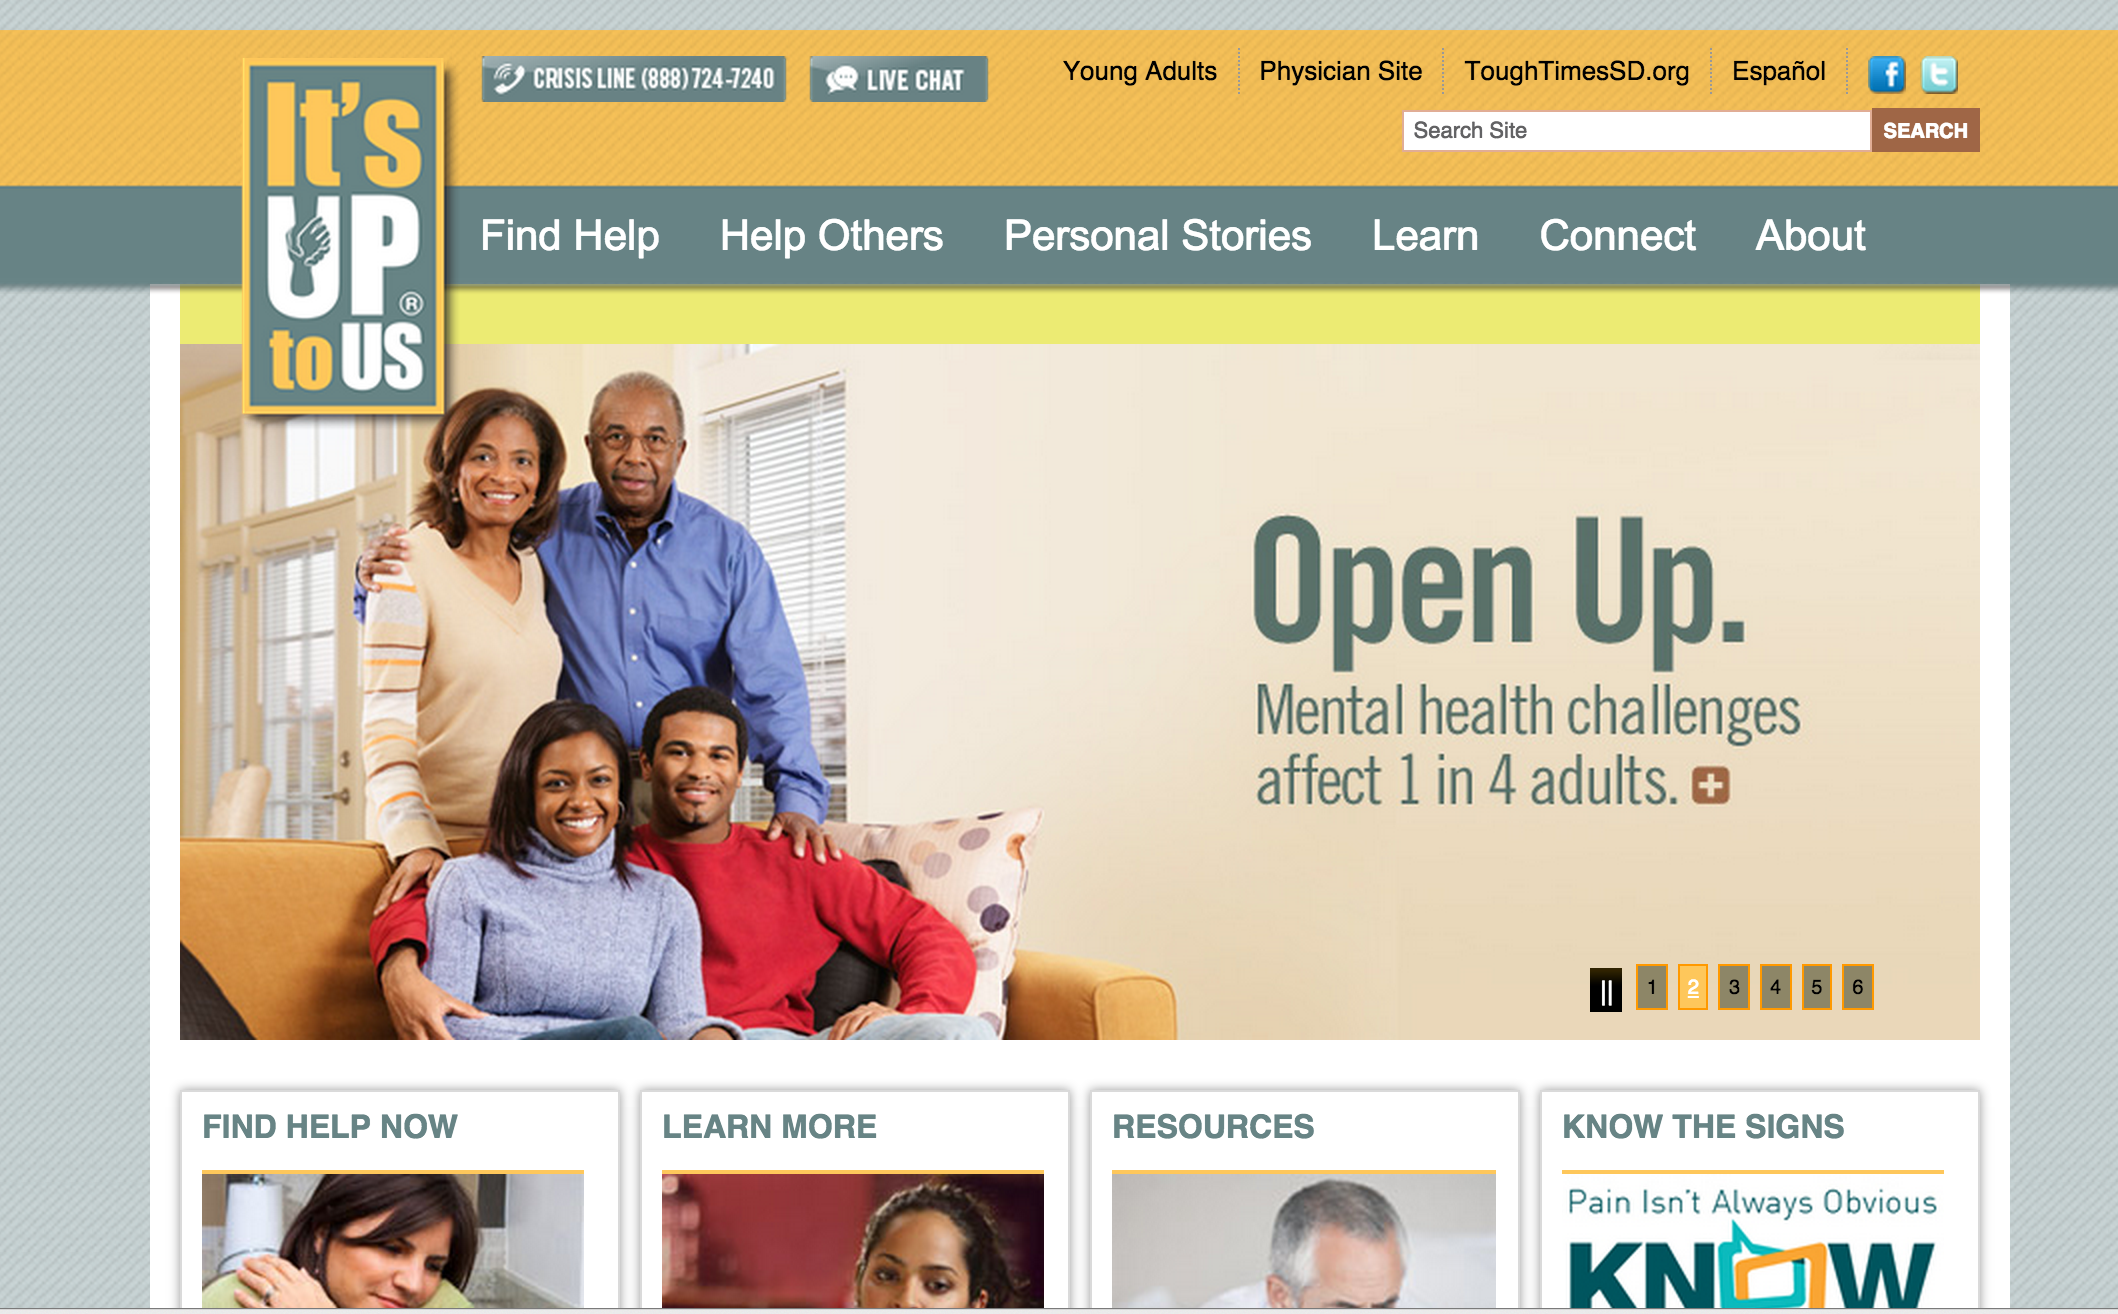 CRISIS LINE (888) 724-7240
LIVE CHAT
Young Adults
Physician Site
ToughTimesSD.org
Español
f
t
Search Site
SEARCH
It's
UP®
to US
Find Help
Help Others
Personal Stories
Learn
Connect
About
Open Up.
Mental health challenges
affect 1 in 4 adults.
1 2 3 4 5 6
FIND HELP NOW
LEARN MORE
RESOURCES
KNOW THE SIGNS
Pain Isn't Always Obvious
KNOW